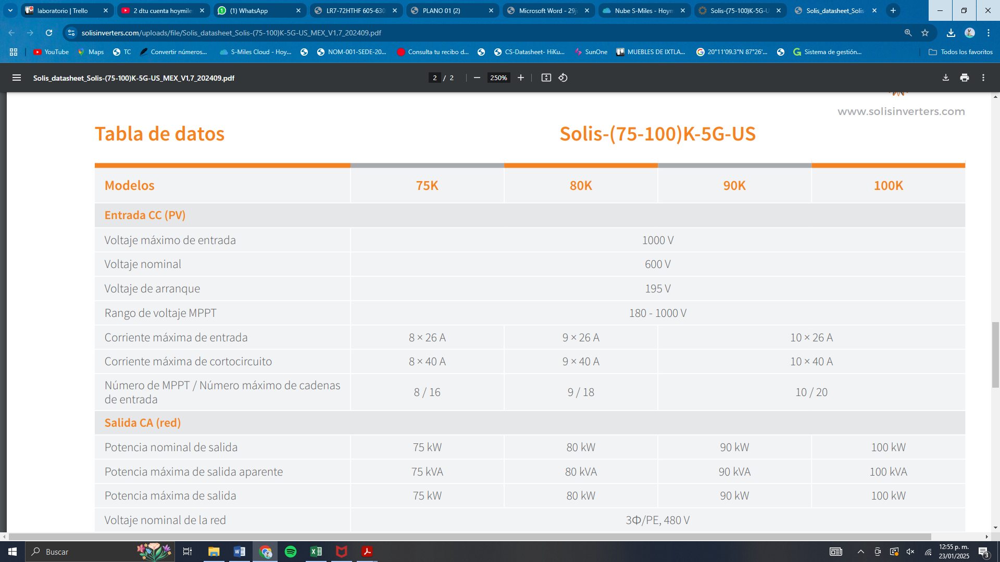 laboratorio | Trello
2 dtu cuenta hoymile
(1) WhatsApp
LR7-72HTHF 605-630
PLANO 01 (2)
Microsoft Word - 29j
Nube S-Miles - Hoym
Solis-(75-100)K-5G-U
Solis_datasheet_Solis-
solisinverters.com/uploads/file/Solis_datasheet_Solis-(75-100)K-5G-US_MEX_V1,7_202409.pdf
YouTube
Maps
TC
Convertir números...
S-Miles Cloud - Hoy...
NOM-001-SEDE-20...
Consulta tu recibo d...
CS-Datasheet- HiKu...
SunOne
MUEBLES DE IXTLA...
20°11'09.3"N 87°26'...
Sistema de gestión...
Todos los favoritos
Solis_datasheet_Solis-(75-100)K-5G-US_MEX_V1,7_202409.pdf
2 / 2
250%
www.solisinverters.com
Tabla de datos
Solis-(75-100)K-5G-US
Modelos 75K 80K 90K 100K
Entrada CC (PV)
Voltaje máximo de entrada 1000 V
Voltaje nominal 600 V
Voltaje de arranque 195 V
Rango de voltaje MPPT 180 - 1000 V
Corriente máxima de entrada 8 × 26 A 9 × 26 A 10 × 26 A
Corriente máxima de cortocircuito 8 × 40 A 9 × 40 A 10 × 40 A
Número de MPPT / Número máximo de cadenas
de entrada 8 / 16 9 / 18 10 / 20
Salida CA (red)
Potencia nominal de salida 75 kW 80 kW 90 kW 100 kW
Potencia máxima de salida aparente 75 kVA 80 kVA 90 kVA 100 kVA
Potencia máxima de salida 75 kW 80 kW 90 kW 100 kW
Voltaje nominal de la red 3Φ/PE, 480 V
Buscar
12:55 p. m.
23/01/2025
3